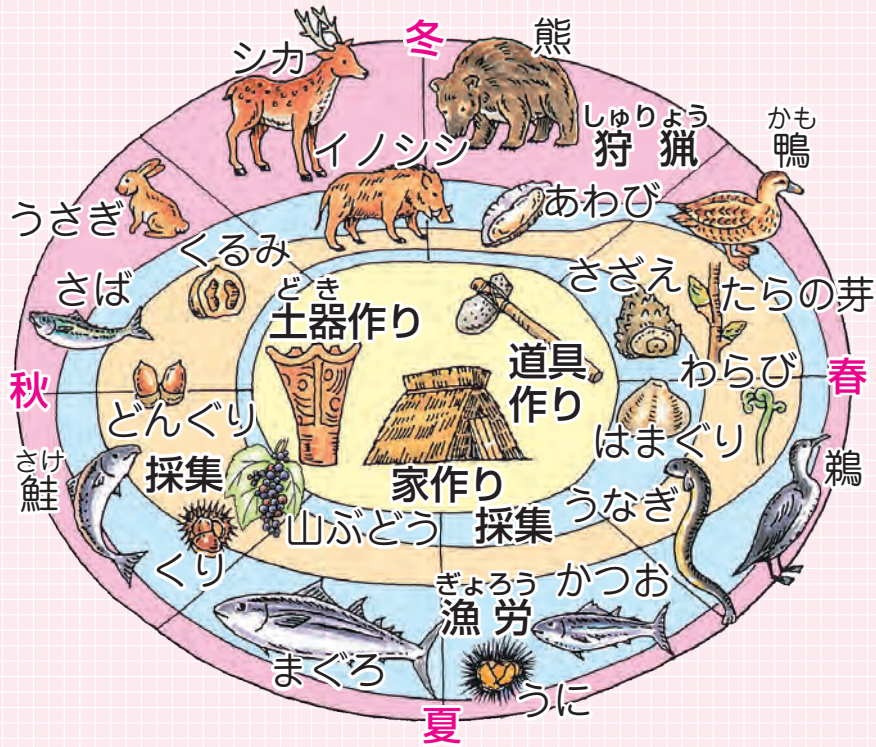 冬
熊
シカ
しゅりょう
狩猟
かも
鴨
イノシシ
あわび
うさぎ
くるみ
さざえ
たらの芽
さば
どき
土器作り
道具
作り
わらび
春
秋
どんぐり
はまぐり
さけ
鮭
採集
家作り
うなぎ
鵜
山ぶどう
採集
くり
ぎょろう
漁労
かつお
まぐろ
うに
夏